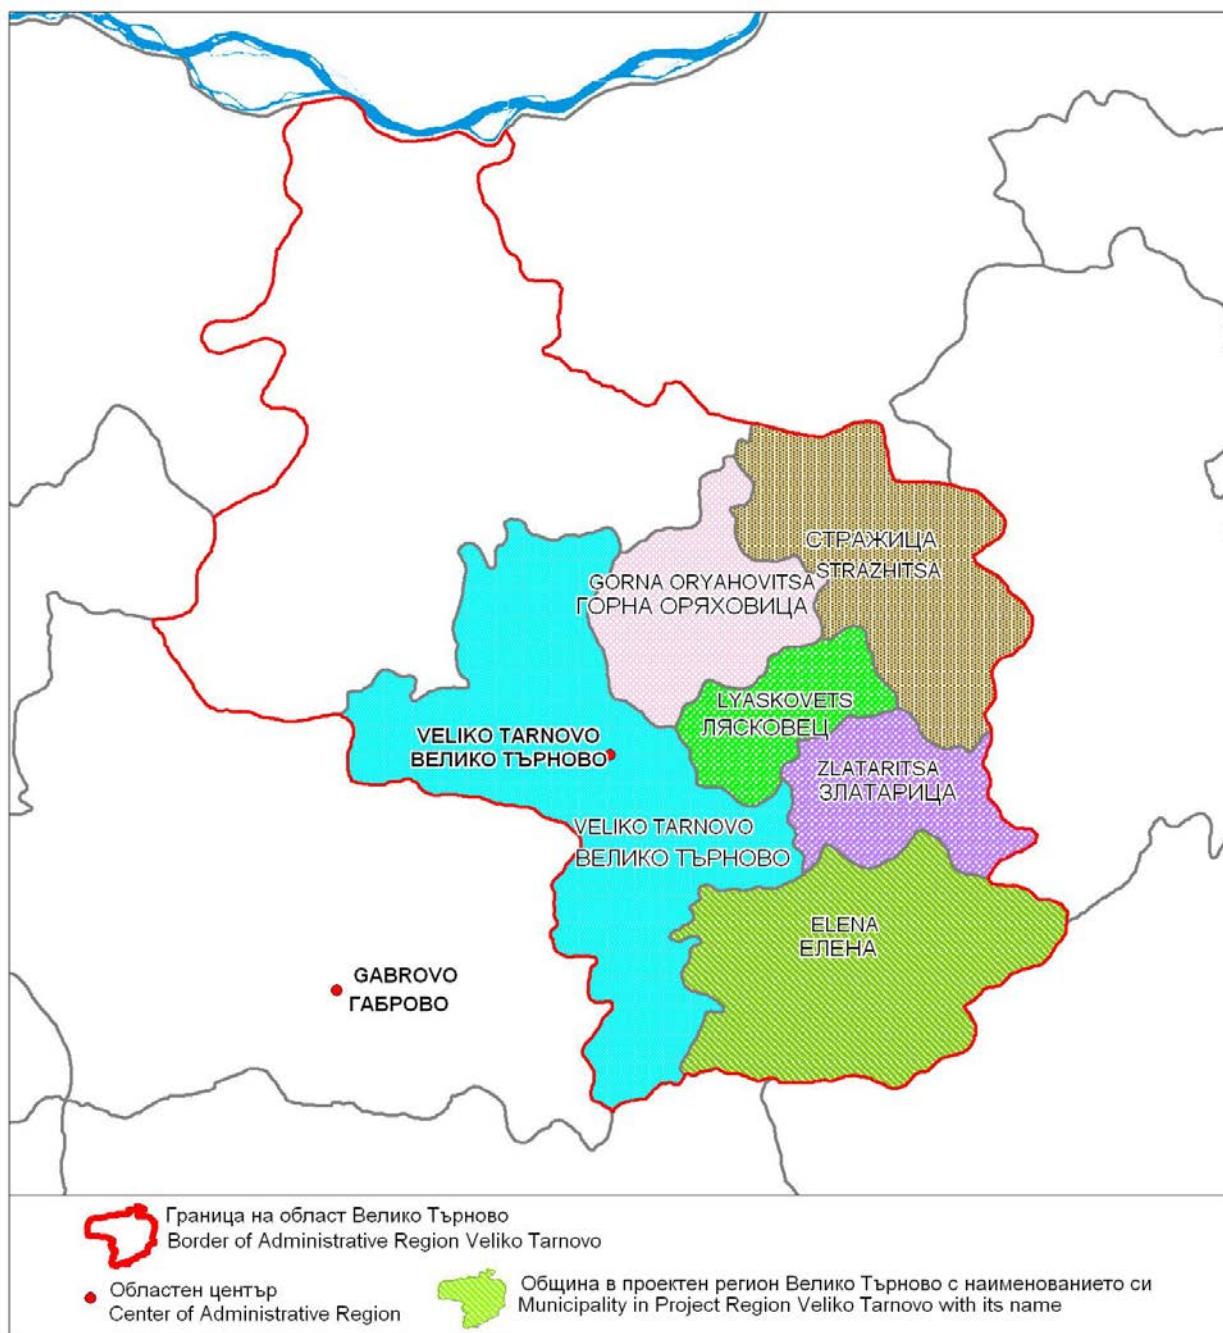 СТРАЖИЦА
STRAZHITSA
GORNA ORYAHOVITSA
ГОРНА ОРЯХОВИЦА
LYASKOVETS
ЛЯСКОВЕЦ
VELIKO TARNOVO
ВЕЛИКО ТЪРНОВО
ZLATARITSA
ЗЛАТАРИЦА
VELIKO TARNOVO
ВЕЛИКО ТЪРНОВО
ELENA
ЕЛЕНА
GABROVO
ГАБРОВО
Граница на област Велико Търново
Border of Administrative Region Veliko Tarnovo
Областен център
Center of Administrative Region
Община в проектен регион Велико Търново с наименованието си
Municipality in Project Region Veliko Tarnovo with its name